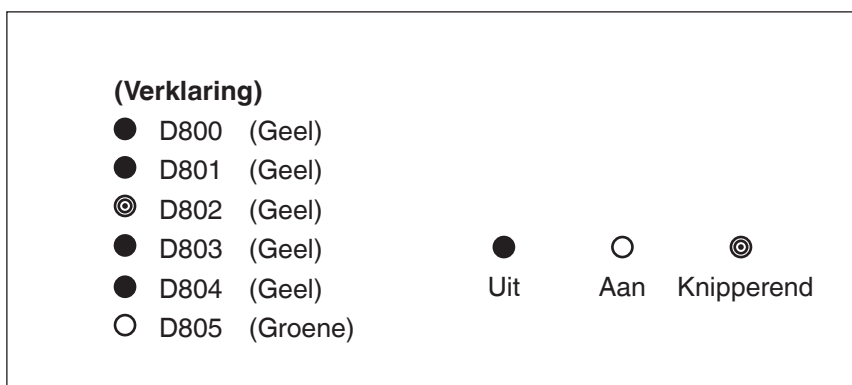 (Verklaring)
D800 (Geel)
D801 (Geel)
D802 (Geel)
D803 (Geel)
D804 (Geel)
D805 (Groene)
Uit Aan Knipperend